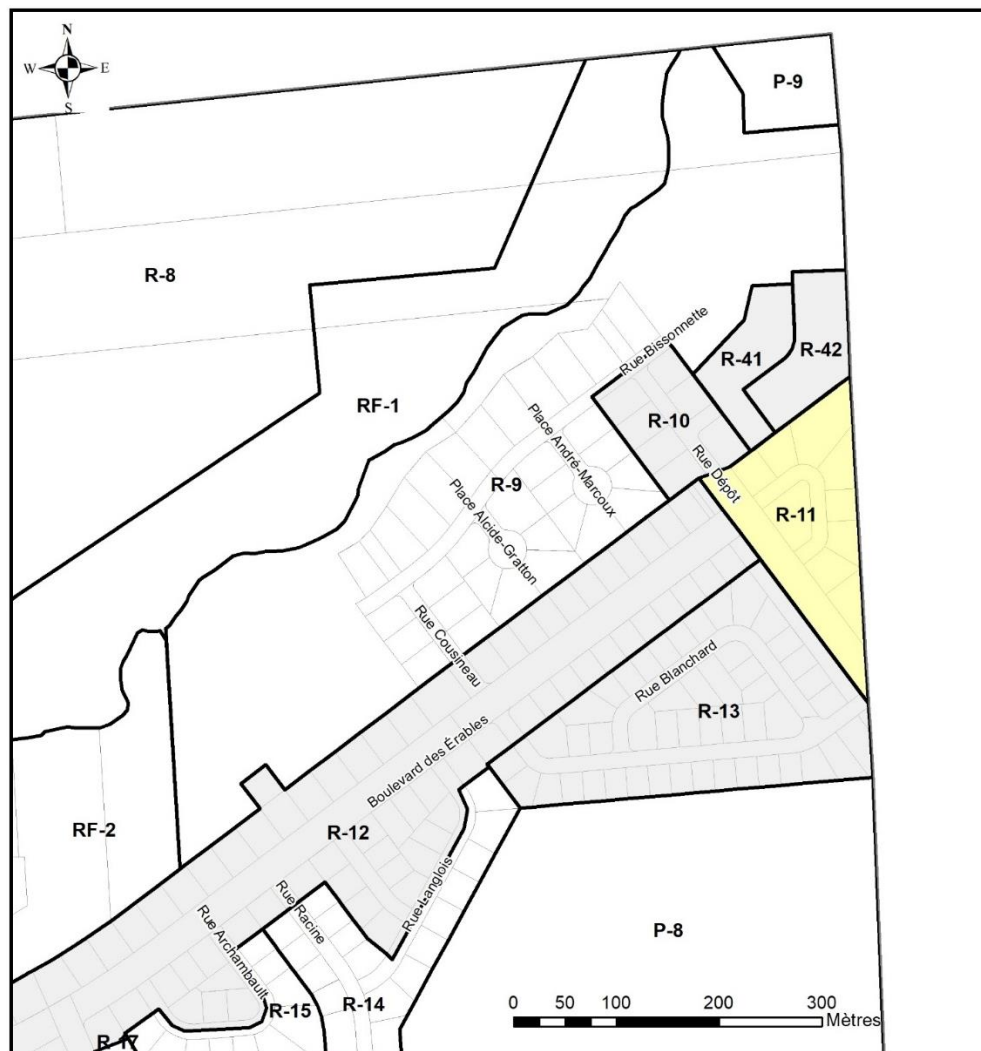 N
W E
S
P-9
R-8
R-41
R-42
Rue Bissonnette
RF-1
R-10
Place André-Marcoux
Rue Dépôt
R-9
Place Alcide-Gratton
R-11
Rue Cousineau
Rue Blanchard
R-13
Boulevard des Érables
RF-2
R-12
Rue Langlois
Rue Racine
Rue Archambault
P-8
R-15
R-14
R-17
0 50 100 200 300
Mètres